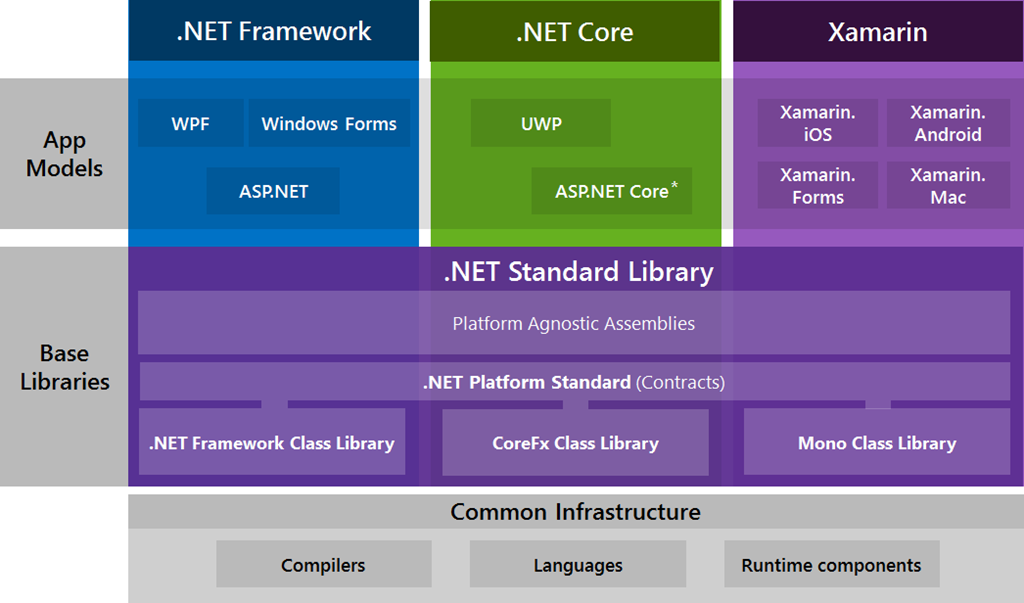 .NET Framework
.NET Core
Xamarin
App
Models
WPF
Windows Forms
ASP.NET
UWP
ASP.NET Core*
Xamarin.
iOS
Xamarin.
Android
Xamarin.
Forms
Xamarin.
Mac
Base
Libraries
.NET Standard Library
Platform Agnostic Assemblies
.NET Platform Standard (Contracts)
.NET Framework Class Library
CoreFx Class Library
Mono Class Library
Common Infrastructure
Compilers
Languages
Runtime components